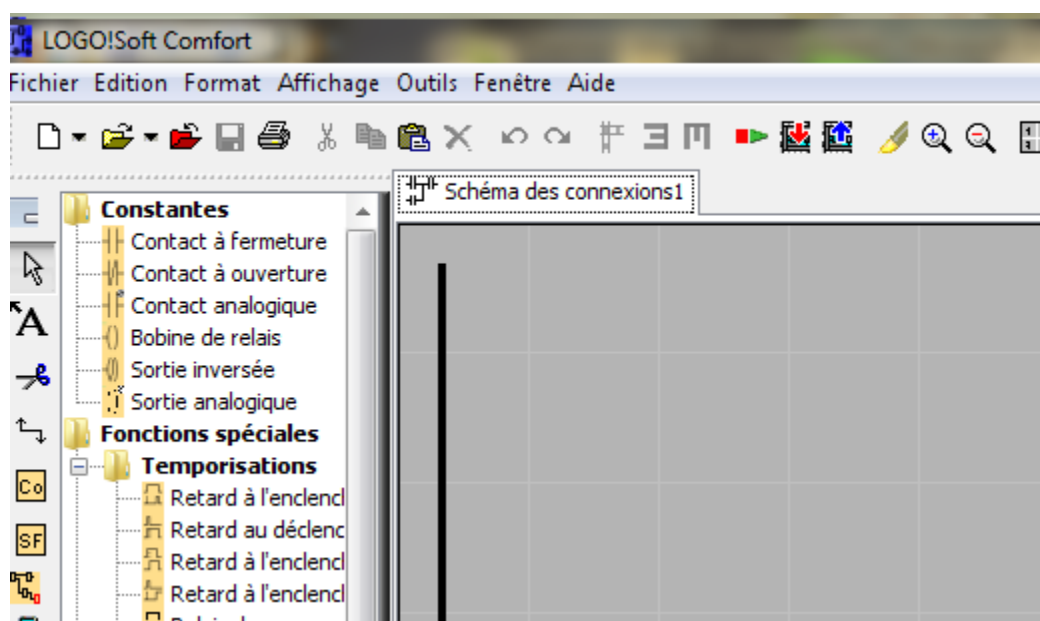 LOGO!Soft Comfort
Fichier Edition Format Affichage Outils Fenêtre Aide
Schéma des connexions1
Constantes
Contact à fermeture
Contact à ouverture
Contact analogique
Bobine de relais
Sortie inversée
Sortie analogique
Fonctions spéciales
Temporisations
Retard à l'enclencl
Retard au déclenc
Retard à l'enclencl
Retard à l'enclencl
A
Co
SF